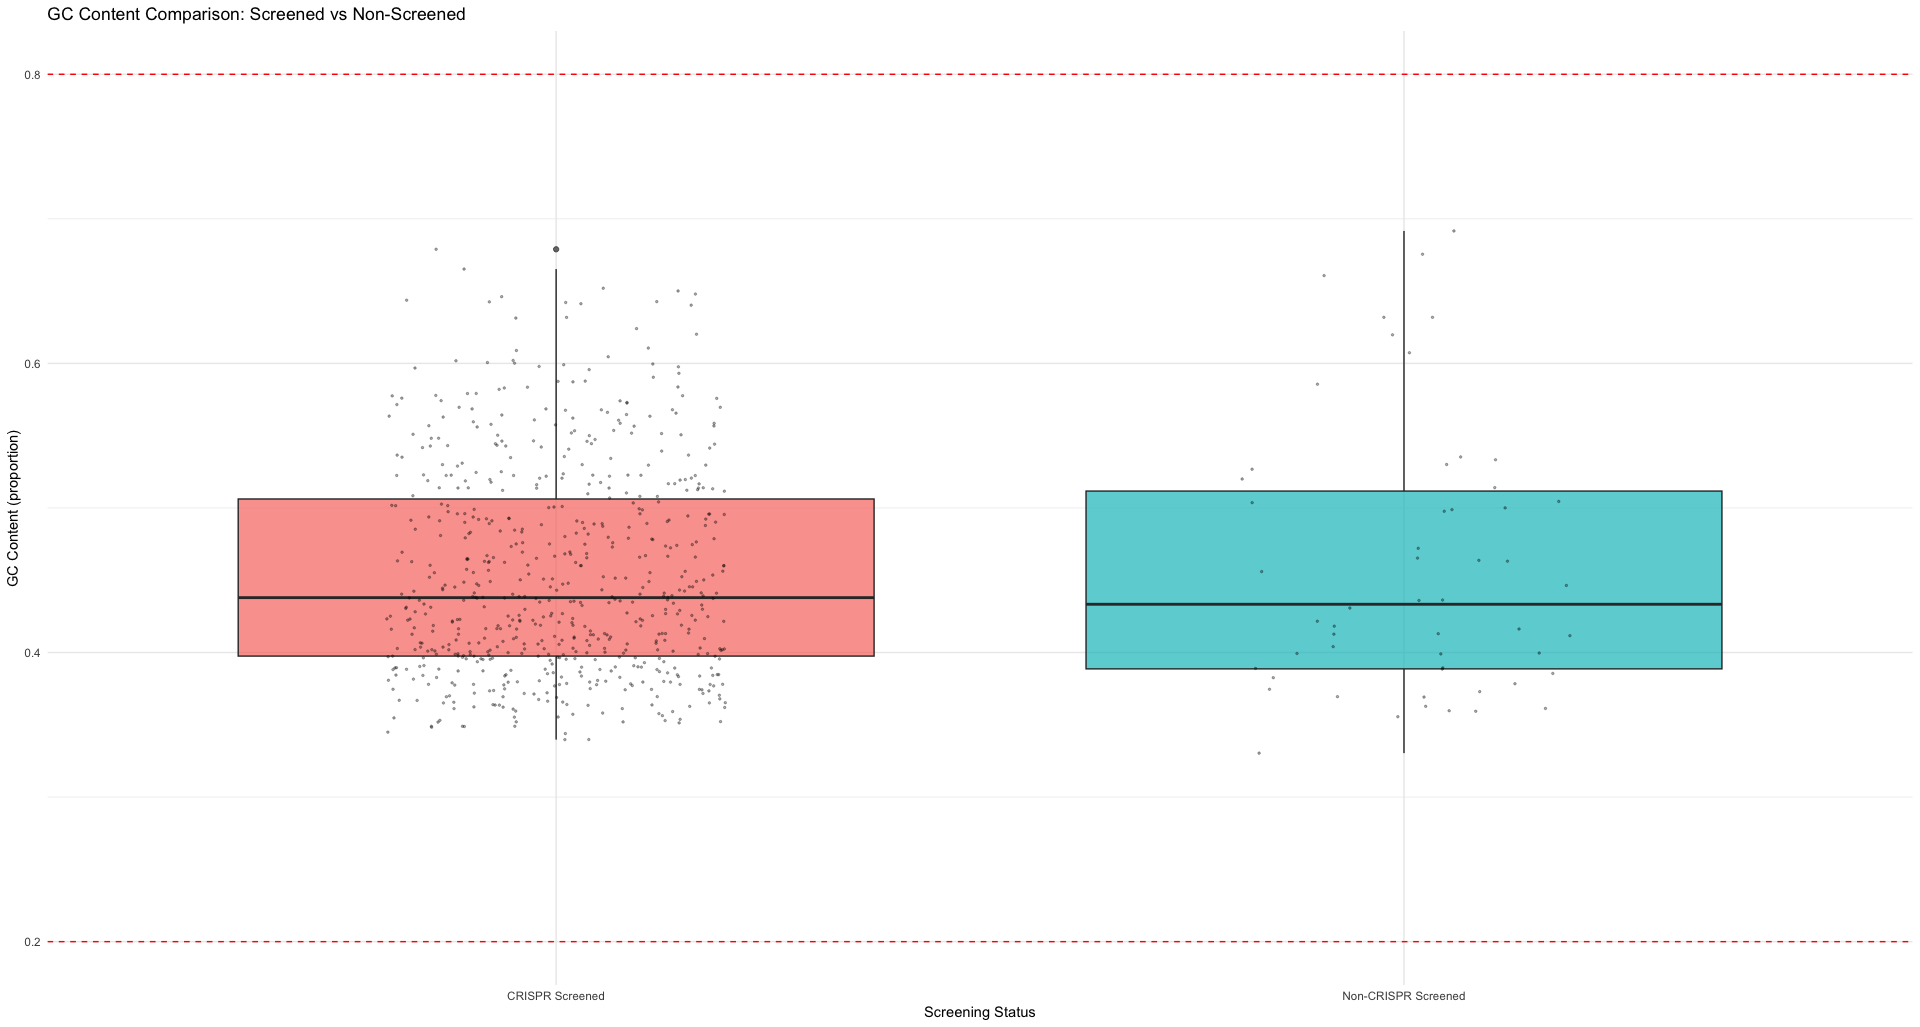 GC Content Comparison: Screened vs Non-Screened
GC Content (proportion)
0.8
0.6
0.4
0.2
CRISPR Screened
Non-CRISPR Screened
Screening Status